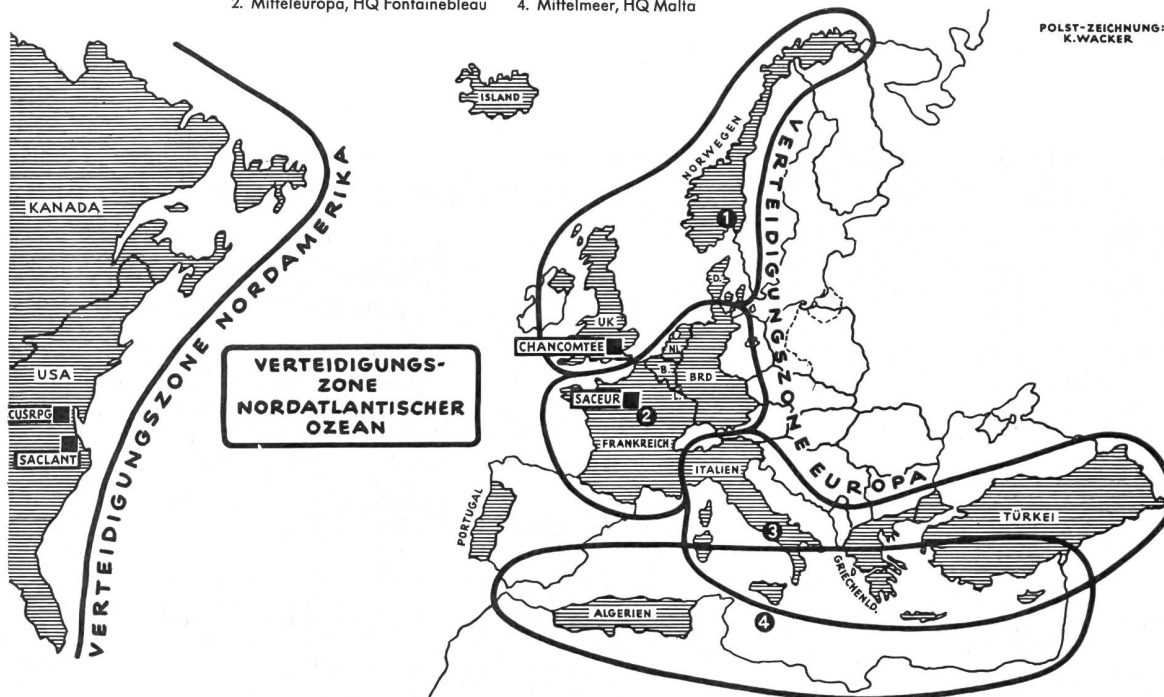 2. Mitteleuropa, HQ Fontainebleau 4. Mittelmeer, HQ Malta
POLST-ZEICHNUNG:
K.WACKER
ISLAND
KANADA
USA
CUSRPG
SACLANT
VERTEIDIGUNGSZONE NORDAMERIKA
VERTEIDIGUNGS-
ZONE
NORDATLANTISCHER
OZEAN
NORWEGEN
VERTEIDIGUNGSZONE EUROPA
1
D.
UK
CHANCOMTEE
NL
B.
BRD
L.
SACEUR
2
FRANKREICH
ITALIEN
PORTUGAL
3
TÜRKEI
GRIECHENLD.
ALGERIEN
4